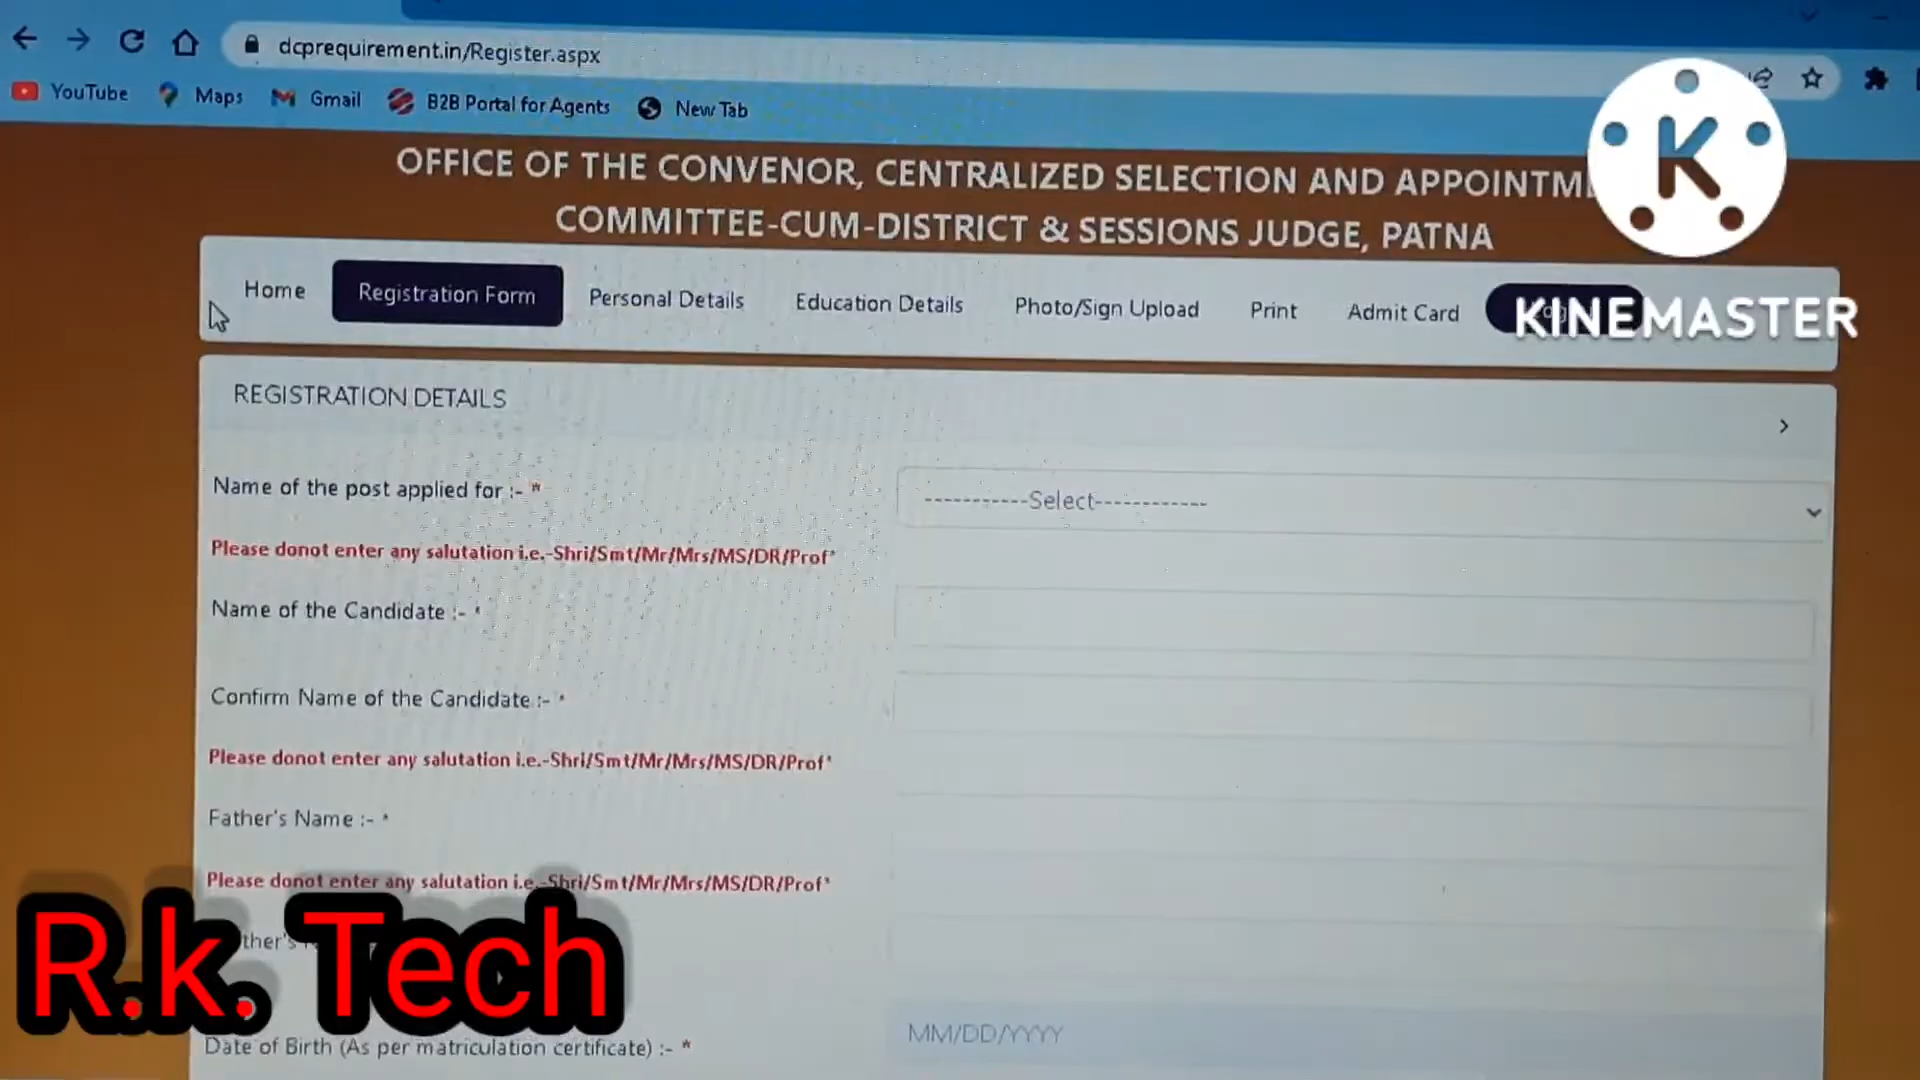 dcprequirement.in/Register.aspx
YouTube Maps Gmail B2B Portal for Agents New Tab
OFFICE OF THE CONVENOR, CENTRALIZED SELECTION AND APPOINTM
COMMITTEE-CUM-DISTRICT & SESSIONS JUDGE, PATNA
K
KINEMASTER
Home Registration Form Personal Details Education Details Photo/Sign Upload Print Admit Card
REGISTRATION DETAILS
Name of the post applied for :- * -----------Select------------
Please donot enter any salutation i.e.-Shri/Smt/Mr/Mrs/MS/DR/Prof*
Name of the Candidate :- *
Confirm Name of the Candidate :- *
Please donot enter any salutation i.e.-Shri/Smt/Mr/Mrs/MS/DR/Prof*
Father's Name :- *
Please donot enter any salutation i.e.-Shri/Smt/Mr/Mrs/MS/DR/Prof*
R.k. Tech
Date of Birth (As per matriculation certificate) :- * MM/DD/YYYY